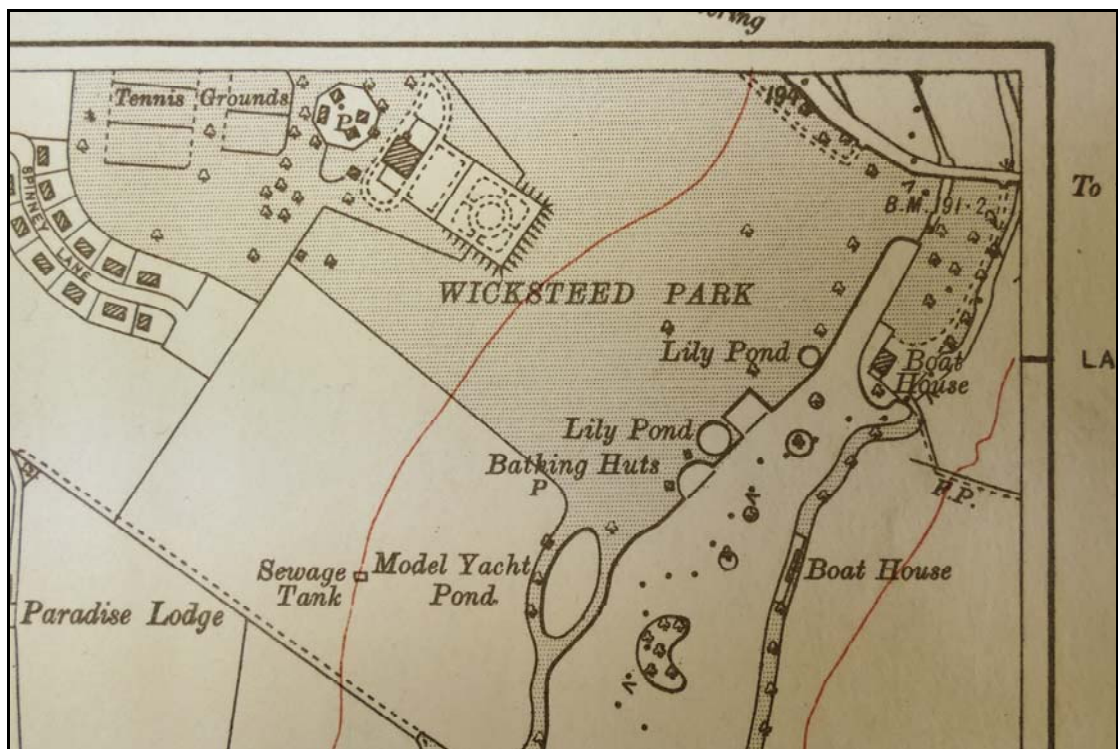 Tennis Grounds
P
194
B.M. 91·2
To
SPINNEY
LANE
WICKSTEED PARK
Lily Pond
Boat
House
LA
Lily Pond
Bathing Huts
P
F.P.
Sewage
Tank
Model Yacht
Pond
Boat House
Paradise Lodge